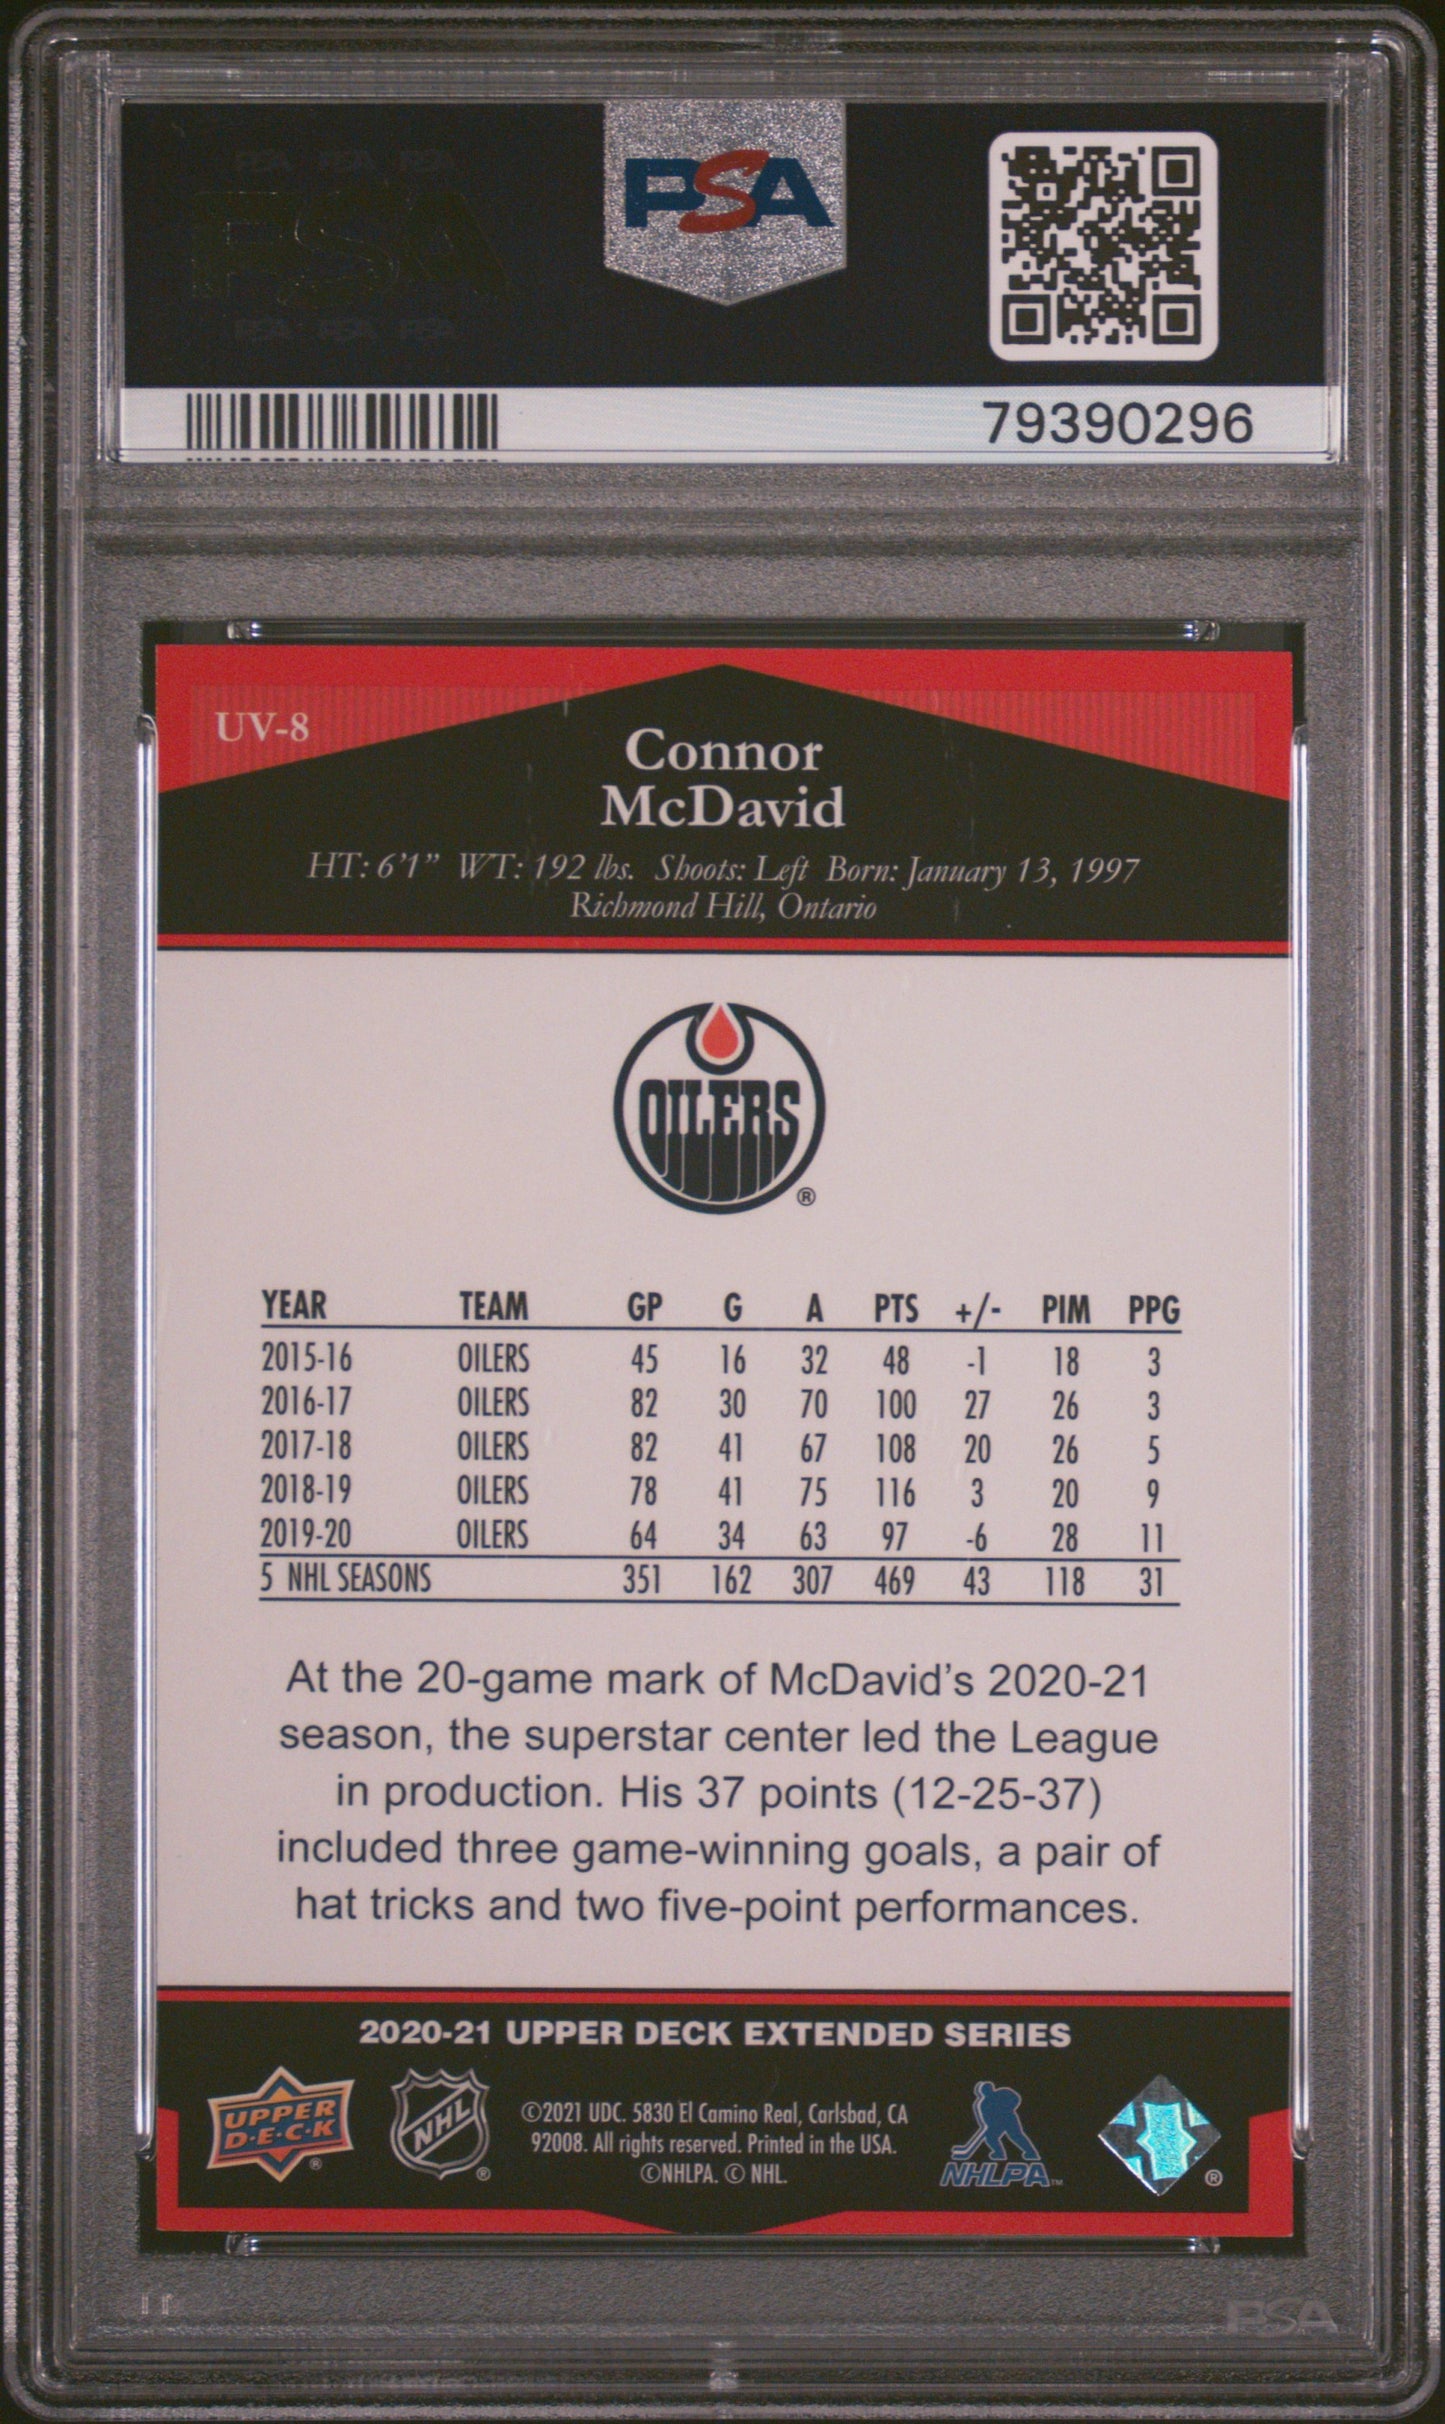 PSA
79390296
UV-8
Connor
McDavid
HT: 6'1" WT: 192 lbs. Shoots: Left Born: January 13, 1997
Richmond Hill, Ontario
OILERS ®
YEAR TEAM GP G A PTS +/- PIM PPG
2015-16 OILERS 45 16 32 48 -1 18 3
2016-17 OILERS 82 30 70 100 27 26 3
2017-18 OILERS 82 41 67 108 20 26 5
2018-19 OILERS 78 41 75 116 3 20 9
2019-20 OILERS 64 34 63 97 -6 28 11
5 NHL SEASONS 351 162 307 469 43 118 31
At the 20-game mark of McDavid's 2020-21
season, the superstar center led the League
in production. His 37 points (12-25-37)
included three game-winning goals, a pair of
hat tricks and two five-point performances.
2020-21 UPPER DECK EXTENDED SERIES
UPPER
D·E·C·K ®
NHL ®
©2021 UDC. 5830 El Camino Real, Carlsbad, CA
92008. All rights reserved. Printed in the USA.
©NHLPA. © NHL.
NHLPA™
®
PSA